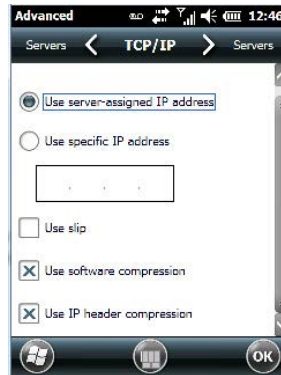 Advanced 12:46
Servers TCP/IP Servers
Use server-assigned IP address
Use specific IP address
. . .
Use slip
Use software compression
Use IP header compression
OK